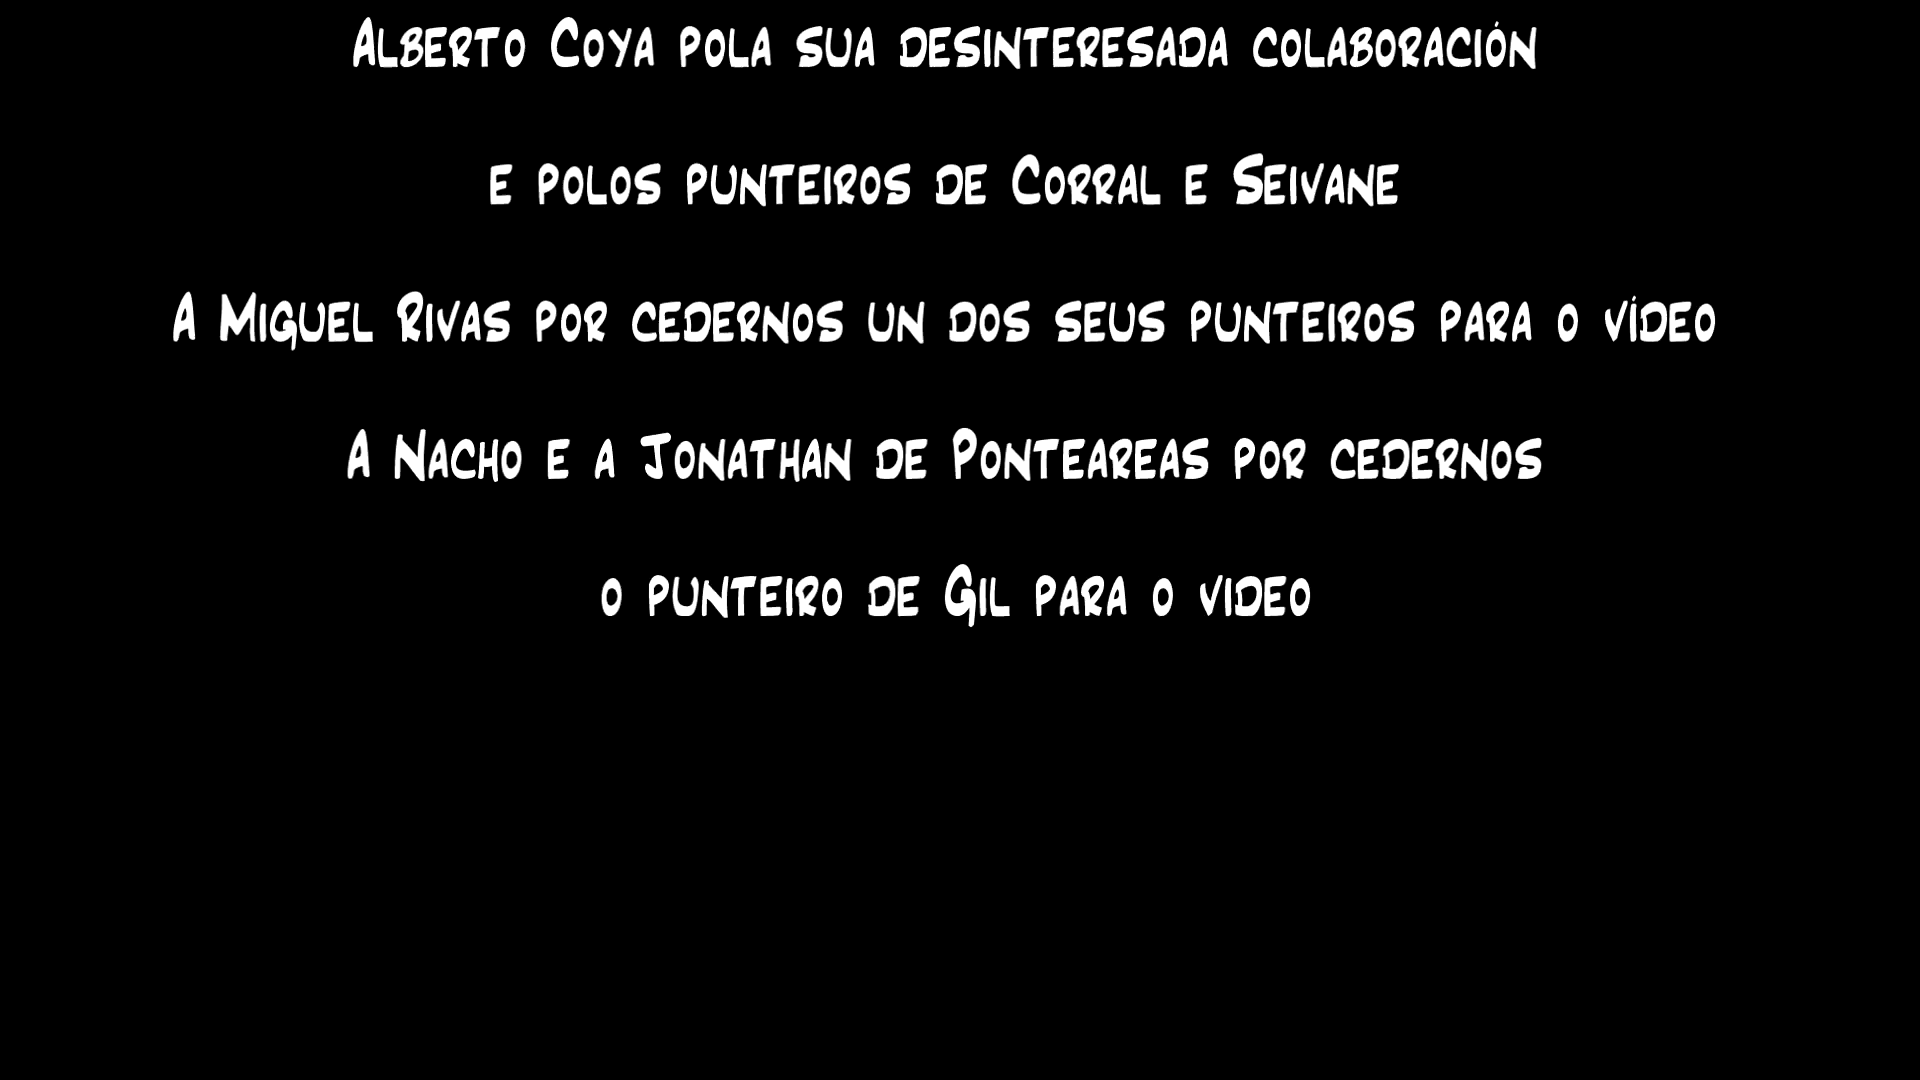 Alberto Coya pola sua desinteresada colaboración
e polos punteiros de Corral e Seivane
A Miguel Rivas por cedernos un dos seus punteiros para o vídeo
A Nacho e a Jonathan de Ponteareas por cedernos
o punteiro de Gil para o video